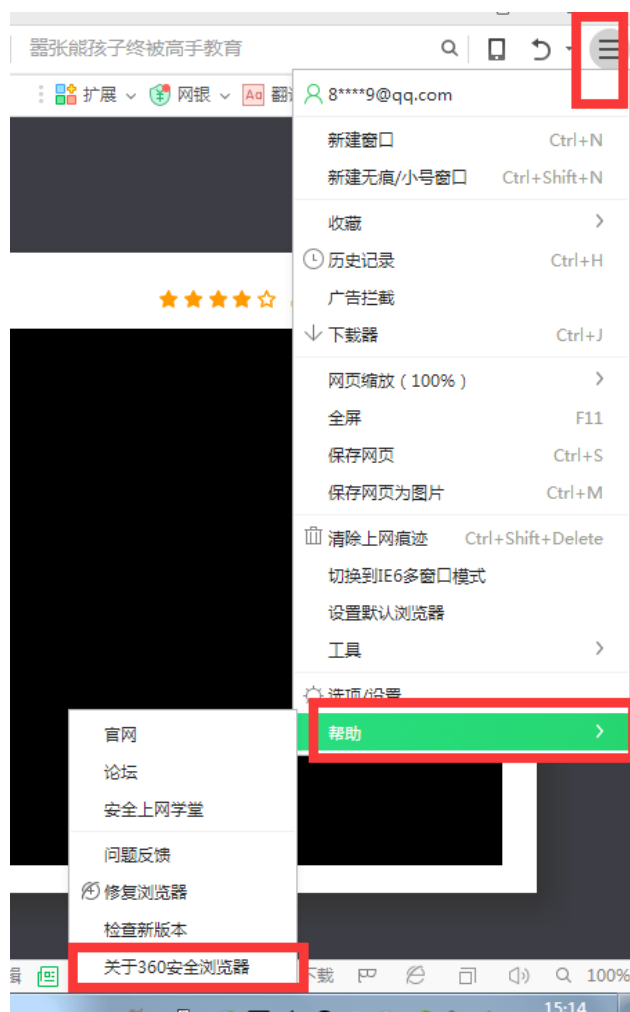 嚣张熊孩子终被高手教育
扩展 网银 Aa 翻
8****9@qq.com
新建窗口 Ctrl+N
新建无痕/小号窗口 Ctrl+Shift+N
收藏
历史记录 Ctrl+H
广告拦截
下载器 Ctrl+J
网页缩放（100%）
全屏 F11
保存网页 Ctrl+S
保存网页为图片 Ctrl+M
清除上网痕迹 Ctrl+Shift+Delete
切换到IE6多窗口模式
设置默认浏览器
工具
选项/设置
帮助
官网
论坛
安全上网学堂
问题反馈
修复浏览器
检查新版本
关于360安全浏览器
辑 下载 100%
15:14